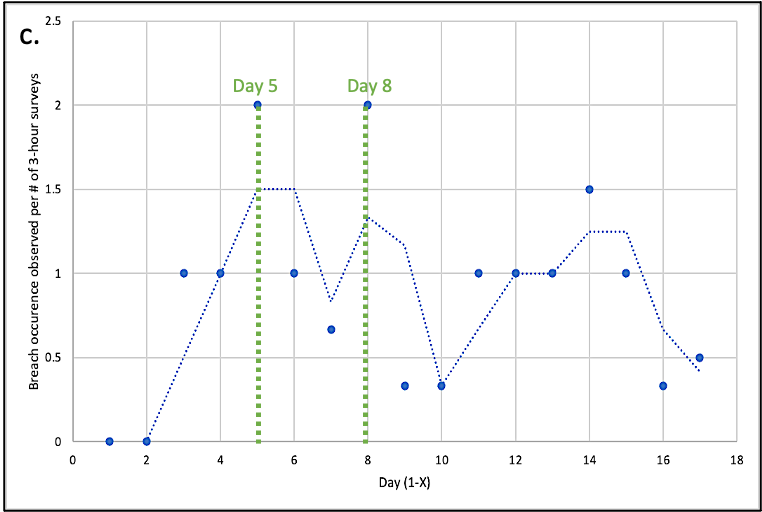 C.
2.5
2
1.5
1
0.5
0
Day 5
Day 8
Breach occurence observed per # of 3-hour surveys
0 2 4 6 8 10 12 14 16 18
Day (1-X)